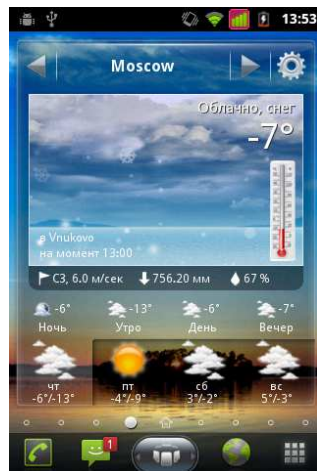 13:53
Moscow
Облачно, снег
-7°
в Vnukovo
на момент 13:00
СЗ, 6.0 м/сек 756.20 мм 67 %
-6° -13° -6° -7°
Ночь Утро День Вечер
чт пт сб вс
-6°/-13° -4°/-9° 3°/-2° 5°/-3°
1